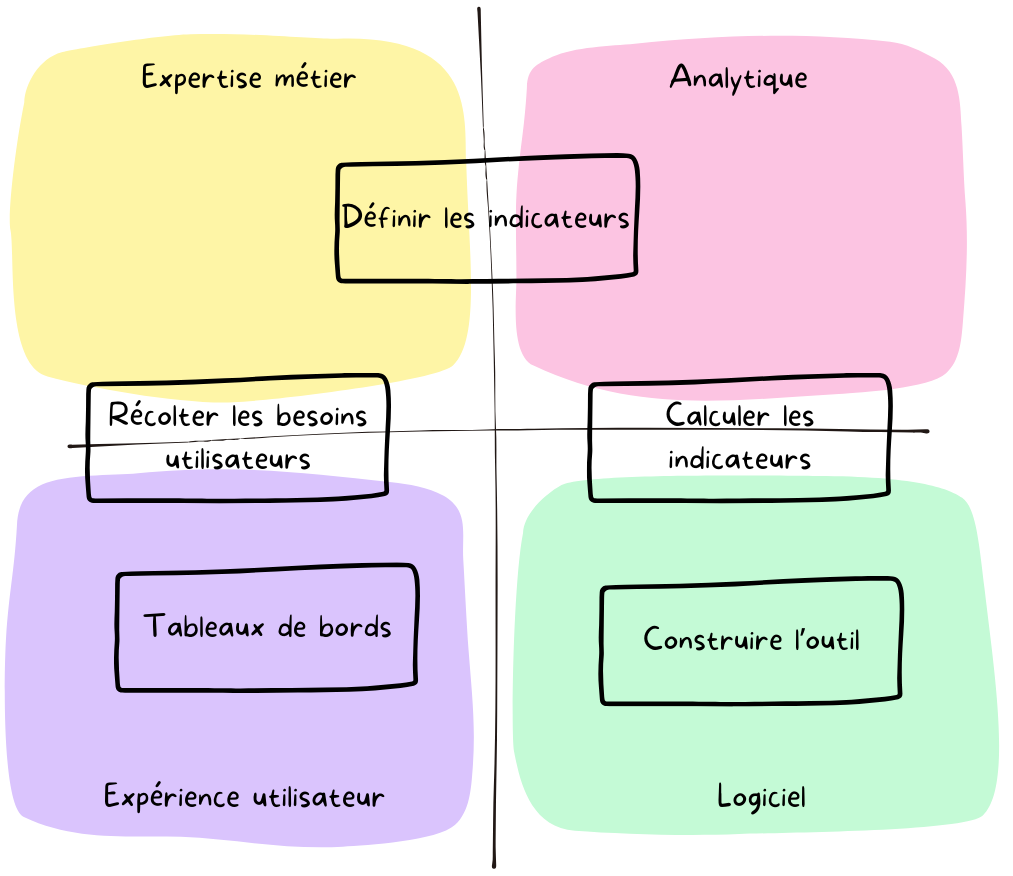 Expertise métier
Analytique
Définir les indicateurs
Récolter les besoins
utilisateurs
Calculer les
indicateurs
Tableaux de bords
Construire l'outil
Expérience utilisateur
Logiciel